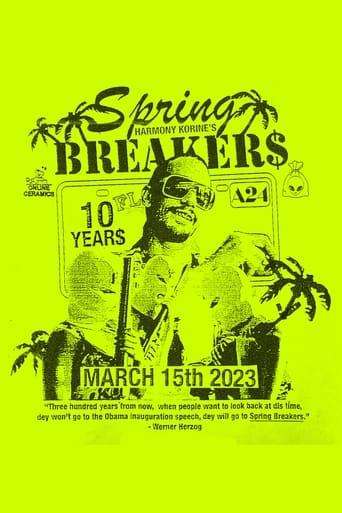 Spring
HARMONY KORINE'S
BREAKER$
ONLINE
CERAMICS
10
YEAR$
FL
A24
MARCH 15th 2023
"Three hundred years from now, when people want to look back at dis time,
dey won't go to the Obama inauguration speech, dey will go to Spring Breakers."
- Werner Herzog